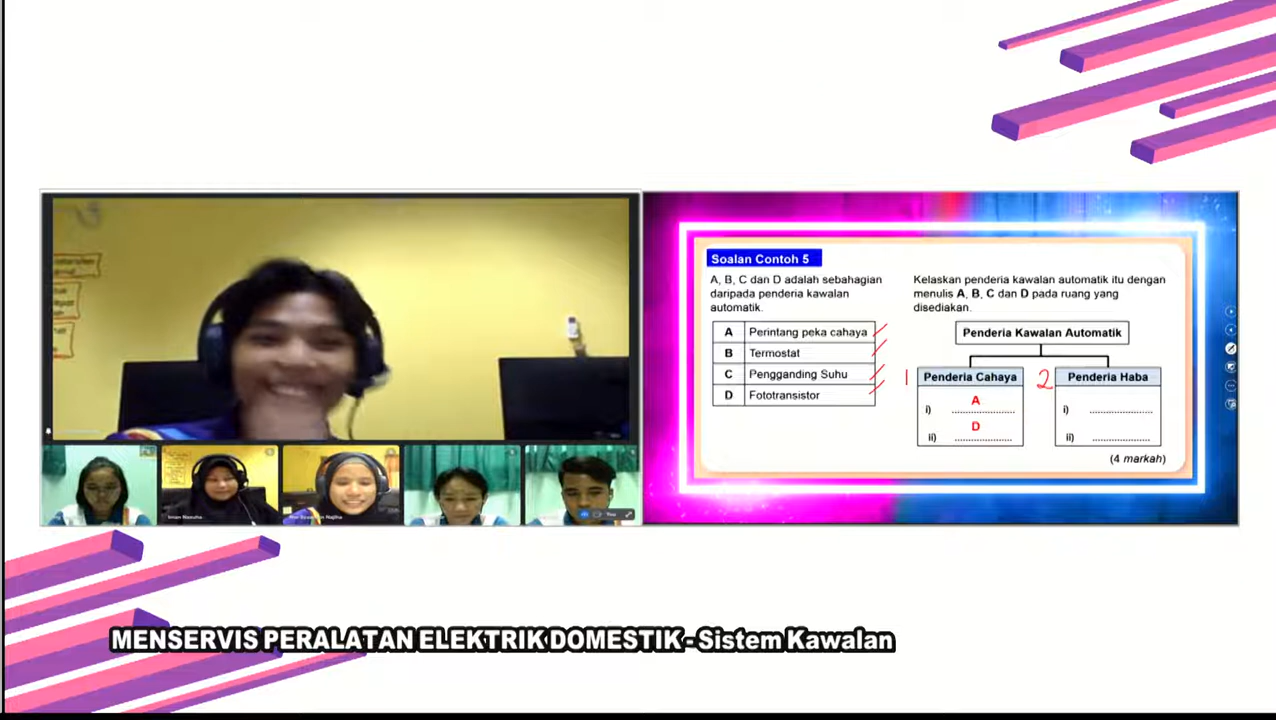 Soalan Contoh 5
A, B, C dan D adalah sebahagian
daripada penderia kawalan
automatik.
A Perintang peka cahaya
B Termostat
C Pengganding Suhu
D Fototransistor
Kelaskan penderia kawalan automatik itu dengan
menulis A, B, C dan D pada ruang yang
disediakan.
Penderia Kawalan Automatik
1 Penderia Cahaya
i) A
ii) D
2 Penderia Haba
i) ....................
ii) ....................
(4 markah)
You
MENSERVIS PERALATAN ELEKTRIK DOMESTIK - Sistem Kawalan